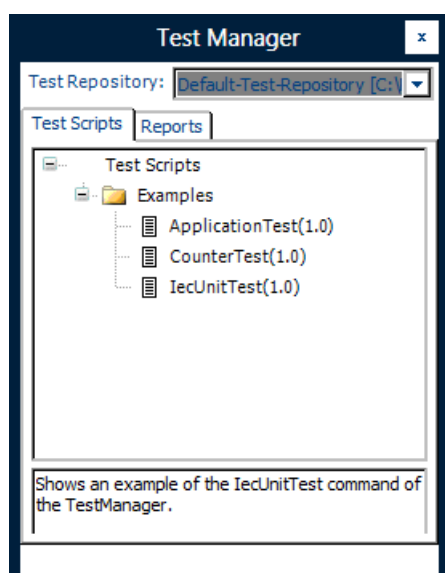 Test Manager
x
Test Repository: Default-Test-Repository [C:\
Test Scripts Reports
Test Scripts
Examples
ApplicationTest(1.0)
CounterTest(1.0)
IecUnitTest(1.0)
Shows an example of the IecUnitTest command of
the TestManager.